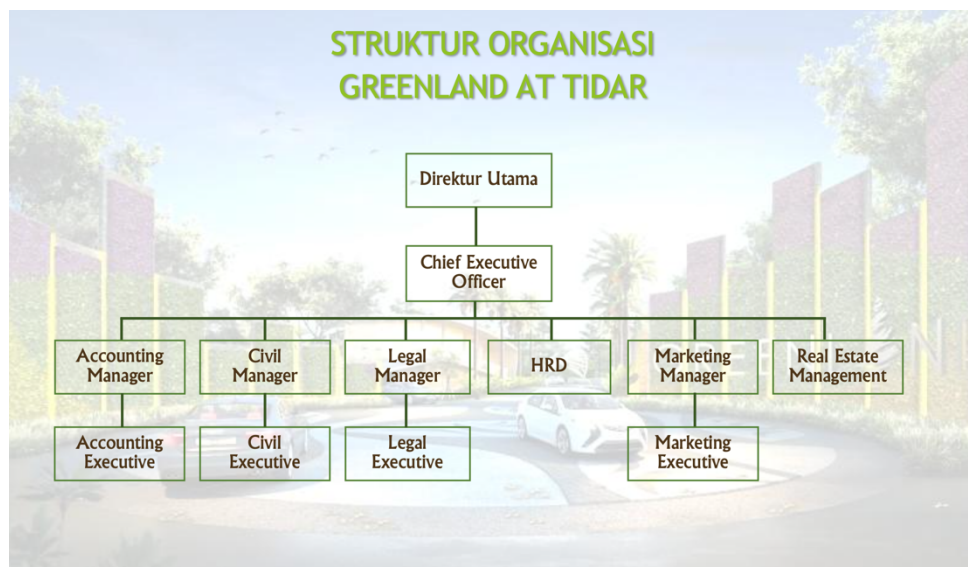 STRUKTUR ORGANISASI
GREENLAND AT TIDAR
Direktur Utama
Chief Executive
Officer
Accounting
Manager
Civil
Manager
Legal
Manager
HRD
Marketing
Manager
Real Estate
Management
Accounting
Executive
Civil
Executive
Legal
Executive
Marketing
Executive